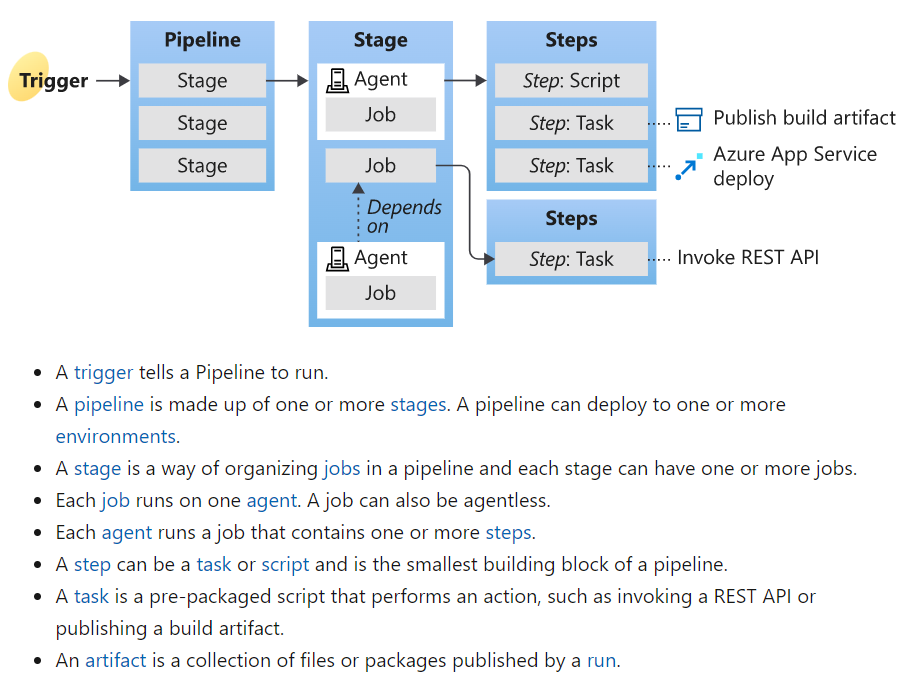 Trigger
Pipeline
Stage
Stage
Stage
Stage
Agent
Job
Job
Depends
on
Agent
Job
Steps
Step: Script
Step: Task
Step: Task
Publish build artifact
Azure App Service
deploy
Steps
Step: Task
Invoke REST API
• A trigger tells a Pipeline to run.
• A pipeline is made up of one or more stages. A pipeline can deploy to one or more
environments.
• A stage is a way of organizing jobs in a pipeline and each stage can have one or more jobs.
• Each job runs on one agent. A job can also be agentless.
• Each agent runs a job that contains one or more steps.
• A step can be a task or script and is the smallest building block of a pipeline.
• A task is a pre-packaged script that performs an action, such as invoking a REST API or
publishing a build artifact.
• An artifact is a collection of files or packages published by a run.